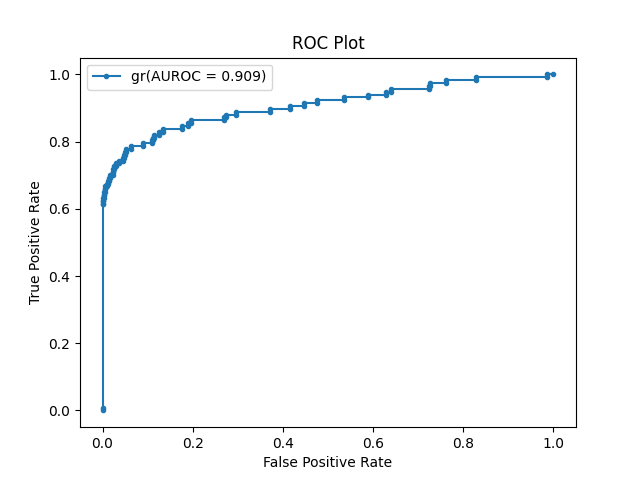 ROC Plot
gr(AUROC = 0.909)
True Positive Rate
1.0
0.8
0.6
0.4
0.2
0.0
0.0 0.2 0.4 0.6 0.8 1.0
False Positive Rate